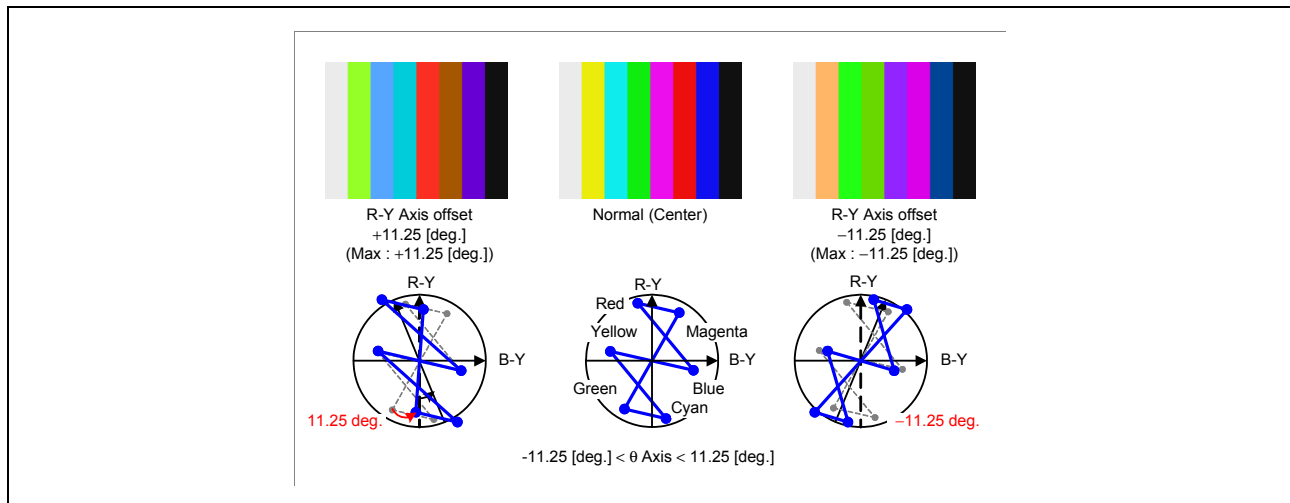 R-Y Axis offset
+11.25 [deg.]
(Max : +11.25 [deg.])
Normal (Center)
R-Y Axis offset
−11.25 [deg.]
(Max : −11.25 [deg.])
R-Y
11.25 deg.
B-Y
R-Y
Red
Yellow
Magenta
B-Y
Green
Blue
Cyan
R-Y
B-Y
−11.25 deg.
-11.25 [deg.] < θ Axis < 11.25 [deg.]